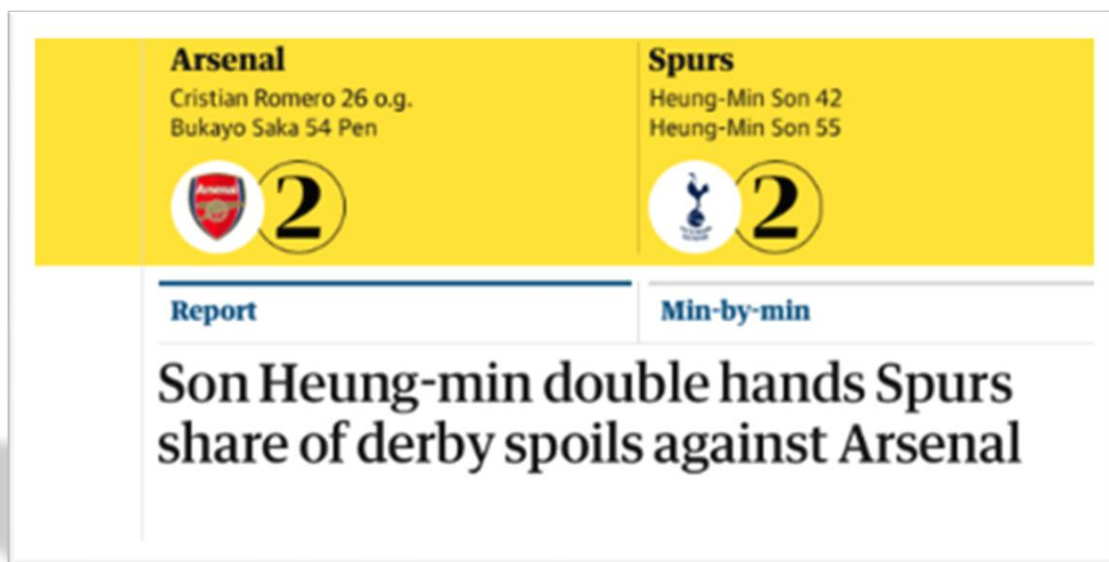 Arsenal
Cristian Romero 26 o.g.
Bukayo Saka 54 Pen
Arsenal
2
Spurs
Heung-Min Son 42
Heung-Min Son 55
2
Report
Min-by-min
Son Heung-min double hands Spurs
share of derby spoils against Arsenal